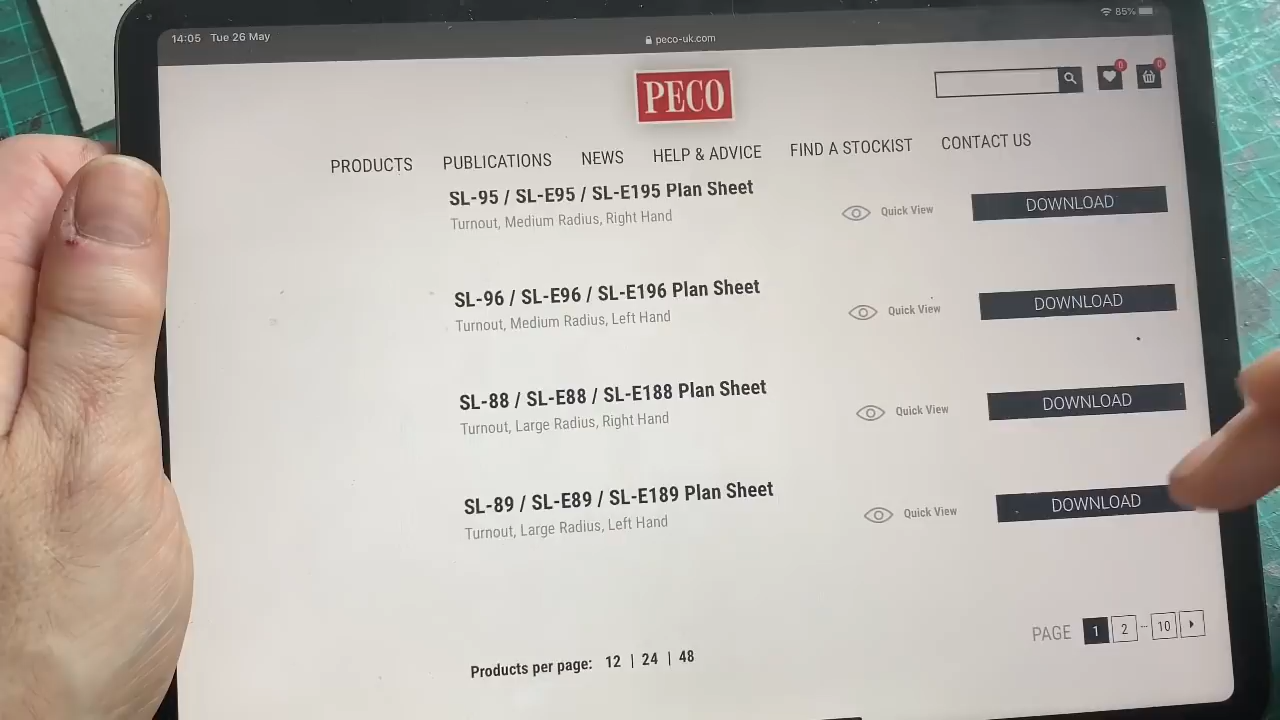 14:05 Tue 26 May
peco-uk.com
85%
PECO
0
0
PRODUCTS PUBLICATIONS NEWS HELP & ADVICE FIND A STOCKIST CONTACT US
SL-95 / SL-E95 / SL-E195 Plan Sheet
Turnout, Medium Radius, Right Hand
Quick View
DOWNLOAD
SL-96 / SL-E96 / SL-E196 Plan Sheet
Turnout, Medium Radius, Left Hand
Quick View
DOWNLOAD
SL-88 / SL-E88 / SL-E188 Plan Sheet
Turnout, Large Radius, Right Hand
Quick View
DOWNLOAD
SL-89 / SL-E89 / SL-E189 Plan Sheet
Turnout, Large Radius, Left Hand
Quick View
DOWNLOAD
PAGE 1 2 ... 10
Products per page: 12 | 24 | 48